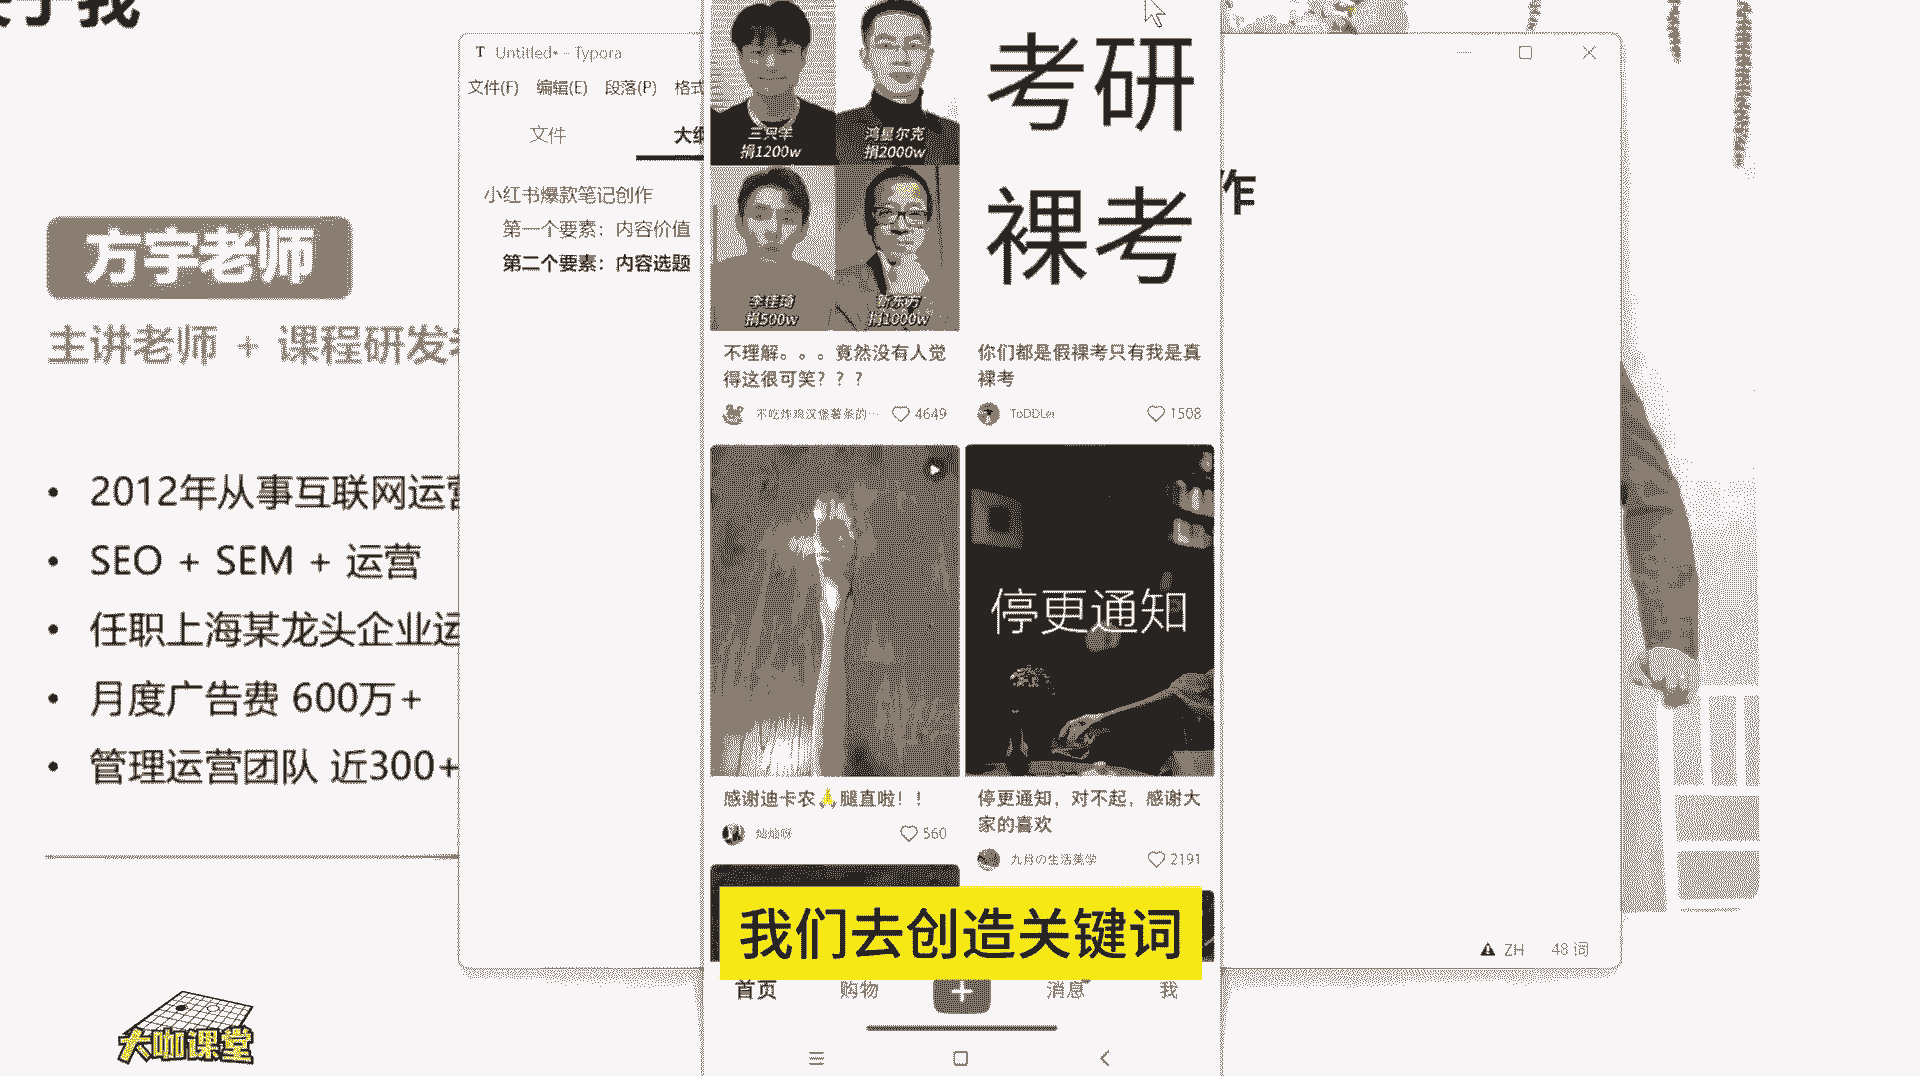 Untitled• - Typora
文件(F) 编辑(E) 段落(P) 格式
文件
小红书爆款笔记创作
第一个要素：内容价值
第二个要素：内容选题
作
ZH 48 词
方宇老师
主讲老师 + 课程研发
2012年从事互联网运营
SEO + SEM + 运营
任职上海某龙头企业运
月度广告费 600万+
管理运营团队 近300+
大咖课堂
三只羊
捐1200w
鸿星尔克
捐2000w
李佳琦
捐500w
新东方
捐1000w
不理解。。。竟然没有人觉
得这很可笑？？？
不吃炸鸡汉堡薯条的… 4649
考研
裸考
你们都是假裸考只有我是真
裸考
ToDDLer 1508
感谢迪卡农🙏腿直啦！！
灿灿呀 560
停更通知
停更通知，对不起，感谢大
家的喜欢
九月の生活美学 2191
我们去创造关键词
首页 购物 消息 我